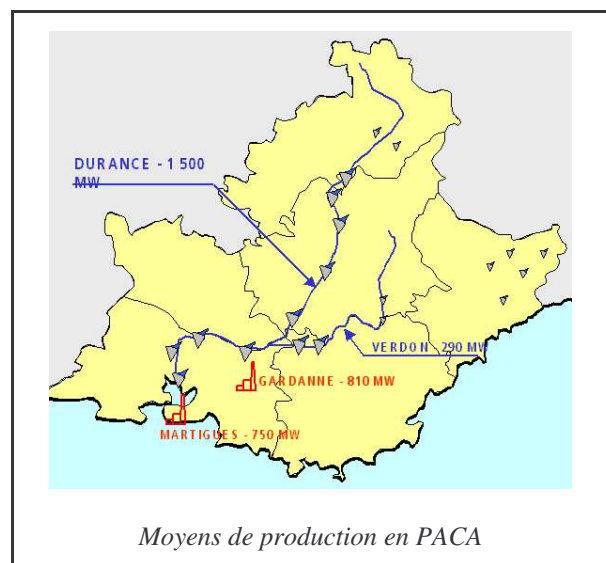 DURANCE - 1 500
MW
VERDON 290 MW
GARDANNE - 810 MW
MARTIGUES - 750 MW
Moyens de production en PACA